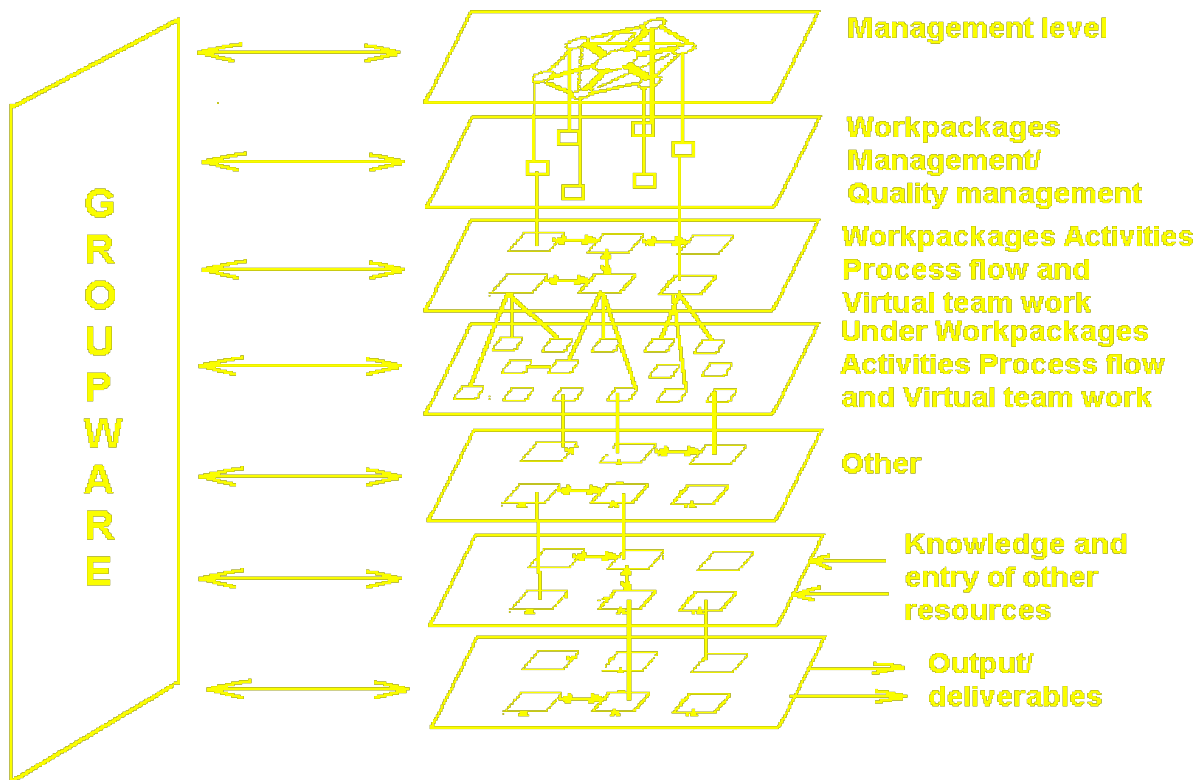 GROUPWARE
Management level
Workpackages
Management/
Quality management
Workpackages Activities
Process flow and
Virtual team work
Under Workpackages
Activities Process flow
and Virtual team work
Other
Knowledge and
entry of other
resources
Output/
deliverables